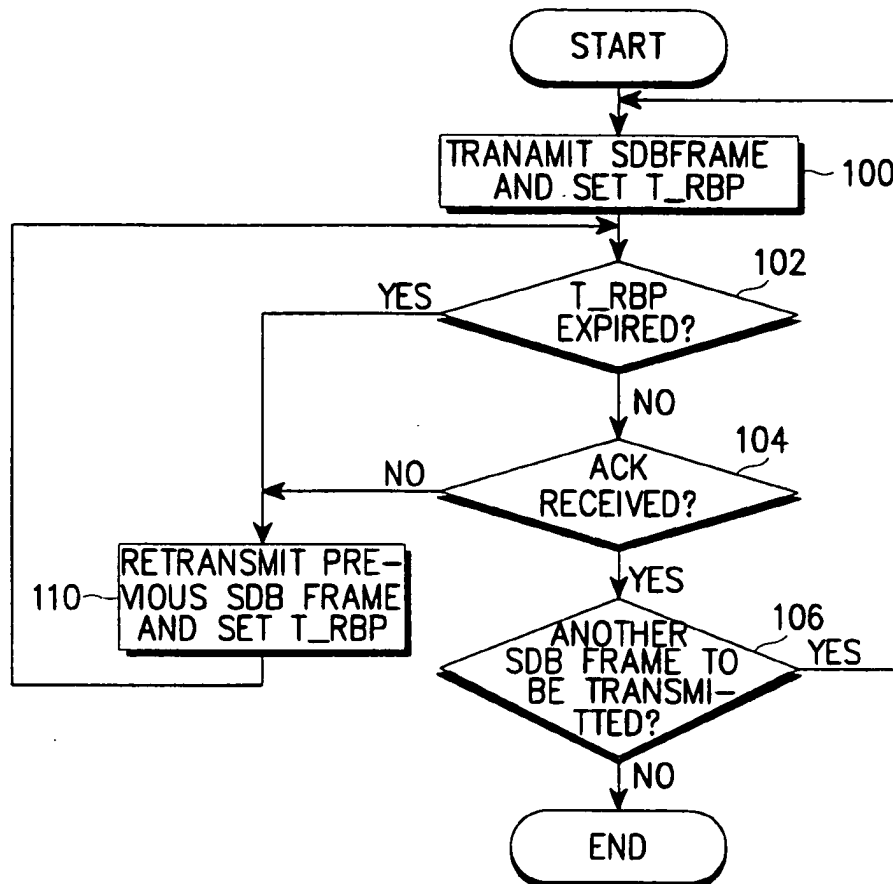 START
TRANAMIT SDBFRAME
AND SET T_RBP
100
102
YES
T_RBP
EXPIRED?
NO
104
NO
ACK
RECEIVED?
RETRANSMIT PRE-
VIOUS SDB FRAME
AND SET T_RBP
110
YES
106
ANOTHER
SDB FRAME TO
BE TRANSMI-
TTED?
YES
NO
END